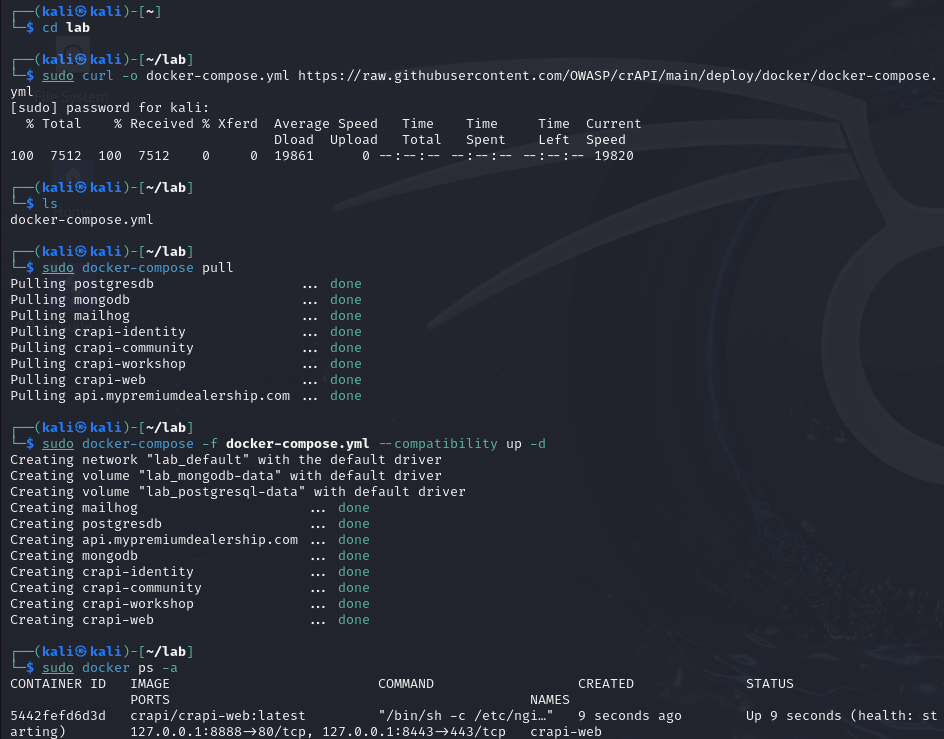 ┌──(kali㉿kali)-[~]
└─$ cd lab
┌──(kali㉿kali)-[~/lab]
└─$ sudo curl -o docker-compose.yml https://raw.githubusercontent.com/OWASP/crAPI/main/deploy/docker/docker-compose.
yml
File System
[sudo] password for kali:
  % Total    % Received % Xferd  Average Speed   Time    Time     Time  Current
                                 Dload  Upload   Total   Spent    Left  Speed
100  7512  100  7512    0     0  19861      0 --:--:-- --:--:-- --:--:-- 19820
┌──(kali㉿kali)-[~/lab]
└─$ ls
docker-compose.yml
┌──(kali㉿kali)-[~/lab]
└─$ sudo docker-compose pull
Pulling postgresdb                   ... done
Pulling mongodb                      ... done
Pulling mailhog                      ... done
Pulling crapi-identity               ... done
Pulling crapi-community              ... done
Pulling crapi-workshop               ... done
Pulling crapi-web                    ... done
Pulling api.mypremiumdealership.com  ... done
┌──(kali㉿kali)-[~/lab]
└─$ sudo docker-compose -f docker-compose.yml --compatibility up -d
Creating network "lab_default" with the default driver
Creating volume "lab_mongodb-data" with default driver
Creating volume "lab_postgresql-data" with default driver
Creating mailhog                      ... done
Creating postgresdb                   ... done
Creating api.mypremiumdealership.com  ... done
Creating mongodb                      ... done
Creating crapi-identity               ... done
Creating crapi-community              ... done
Creating crapi-workshop               ... done
Creating crapi-web                    ... done
┌──(kali㉿kali)-[~/lab]
└─$ sudo docker ps -a
CONTAINER ID   IMAGE                          COMMAND                  CREATED              STATUS
               PORTS                                             NAMES
5442fefd6d3d   crapi/crapi-web:latest         "/bin/sh -c /etc/ngi…"   9 seconds ago        Up 9 seconds (health: st
arting)        127.0.0.1:8888->80/tcp, 127.0.0.1:8443->443/tcp   crapi-web